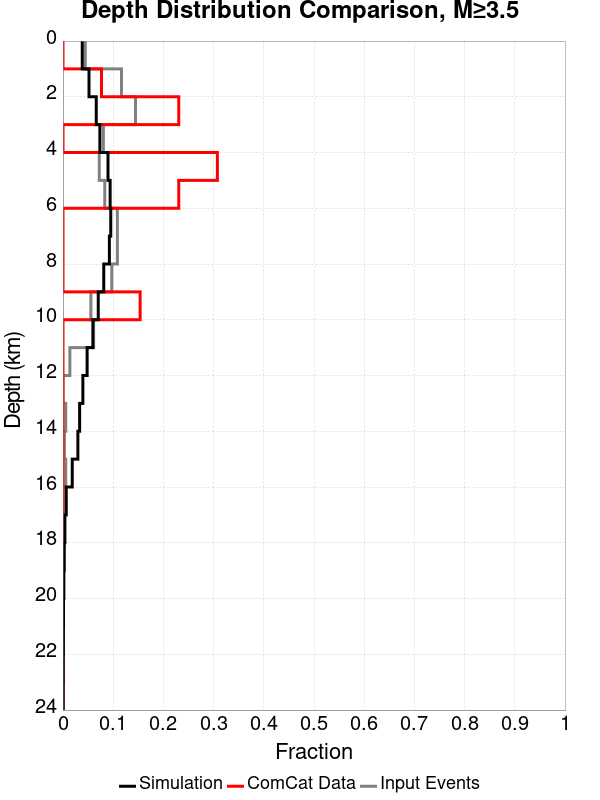 Depth Distribution Comparison, M≥3.5
0
2
4
6
8
10
12
14
16
18
20
22
24
Depth (km)
0 0.1 0.2 0.3 0.4 0.5 0.6 0.7 0.8 0.9 1
Fraction
Simulation ComCat Data Input Events